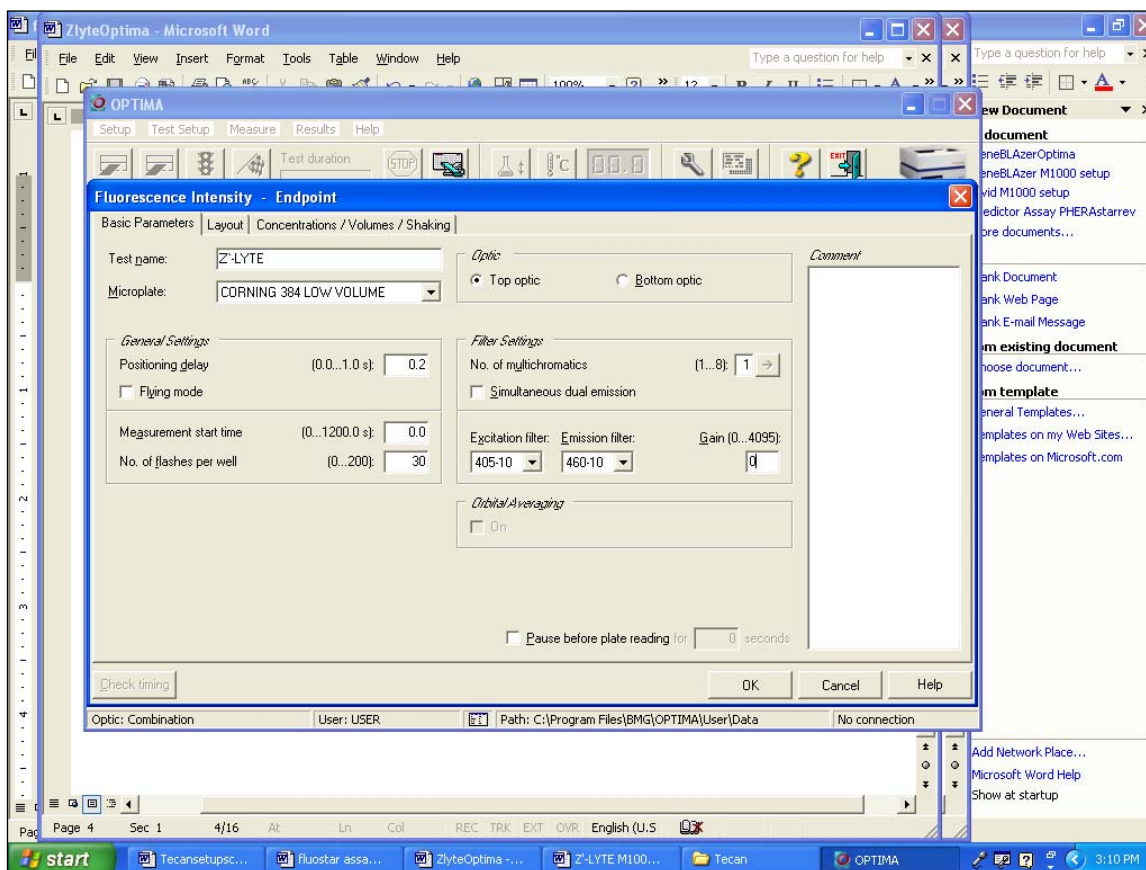 ZlyteOptima - Microsoft Word
File Edit View Insert Format Tools Table Window Help
Type a question for help
Type a question for help
100%
12
OPTIMA
Setup Test Setup Measure Results Help
Test duration
STOP
°C
00.0
EXIT
Fluorescence Intensity - Endpoint
Basic Parameters Layout Concentrations / Volumes / Shaking
Test name: Z`-LYTE
Microplate: CORNING 384 LOW VOLUME
Optic
Top optic Bottom optic
Comment
General Settings
Positioning delay (0.0...1.0 s): 0.2
Flying mode
Measurement start time (0...1200.0 s): 0.0
No. of flashes per well (0...200): 30
Filter Settings
No. of multichromatics (1...8): 1
Simultaneous dual emission
Excitation filter: Emission filter: Gain (0...4095):
405-10 460-10 0
Orbital Averaging
On
Pause before plate reading for 0 seconds
Check timing OK Cancel Help
Optic: Combination User: USER Path: C:\Program Files\BMG\OPTIMA\User\Data No connection
ew Document
document
eneBLAzerOptima
eneBLAzer M1000 setup
vid M1000 setup
edictor Assay PHERAstarrev
ore documents...
ank Document
ank Web Page
ank E-mail Message
m existing document
hoose document...
om template
eneral Templates...
emplates on my Web Sites...
emplates on Microsoft.com
Add Network Place...
Microsoft Word Help
Show at startup
Page 4 Sec 1 4/16 At Ln Col REC TRK EXT OVR English (U.S
start Tecansetupsc... fluostar assa... ZlyteOptima -... Z'-LYTE M100... Tecan OPTIMA 3:10 PM